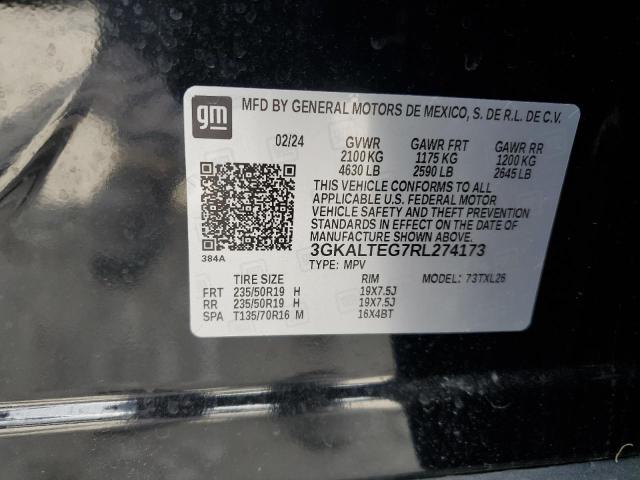 gm
MFD BY GENERAL MOTORS DE MEXICO, S. DE R.L. DE C.V.
02/24 GVWR GAWR FRT GAWR RR
2100 KG 1175 KG 1200 KG
4630 LB 2590 LB 2645 LB
THIS VEHICLE CONFORMS TO ALL
APPLICABLE U.S. FEDERAL MOTOR
VEHICLE SAFETY AND THEFT PREVENTION
STANDARDS IN EFFECT ON THE DATE OF
MANUFACTURE SHOWN ABOVE.
384A 3GKALTEG7RL274173
TYPE: MPV MODEL: 73TXL26
TIRE SIZE RIM
FRT 235/50R19 H 19X7.5J
RR 235/50R19 H 19X7.5J
SPA T135/70R16 M 16X4BT